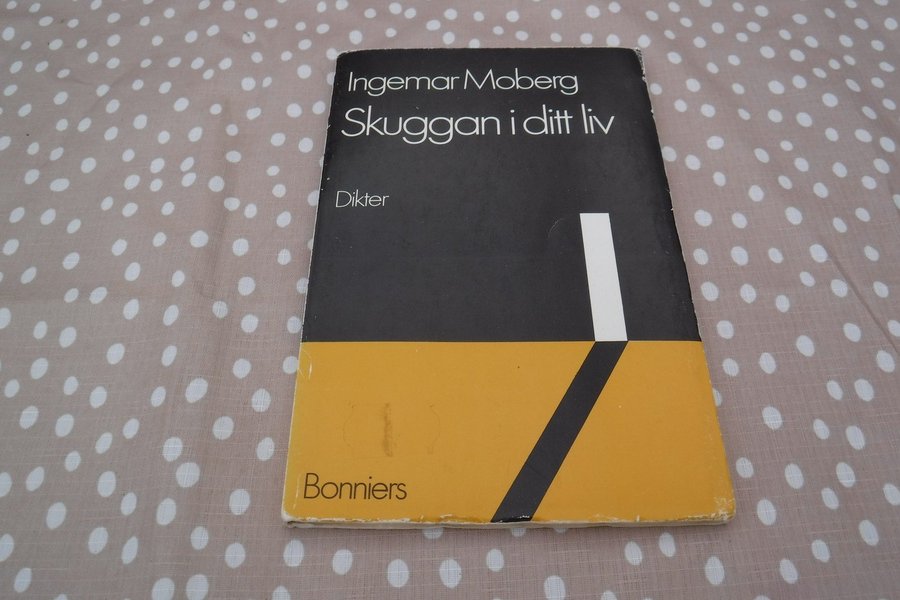 Ingemar Moberg
Skuggan i ditt liv
Dikter
Bonniers